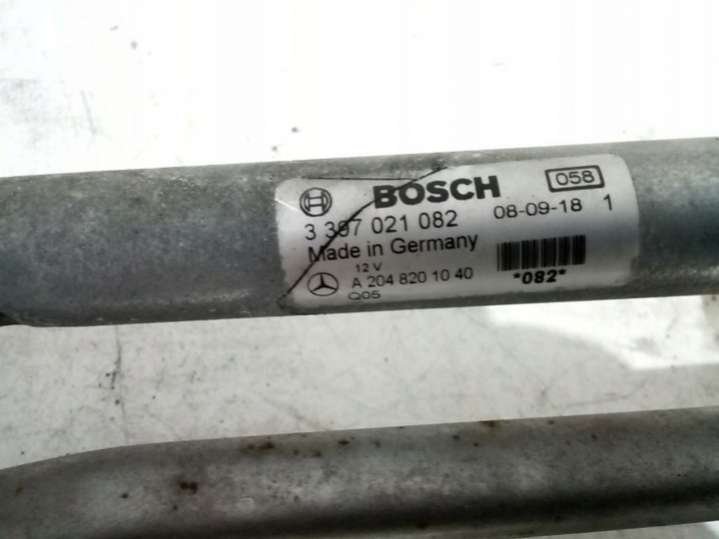 BOSCH 058
3 397 021 082 08-09-18 1
Made in Germany
12 V
A 204 820 10 40 *082*
Q05